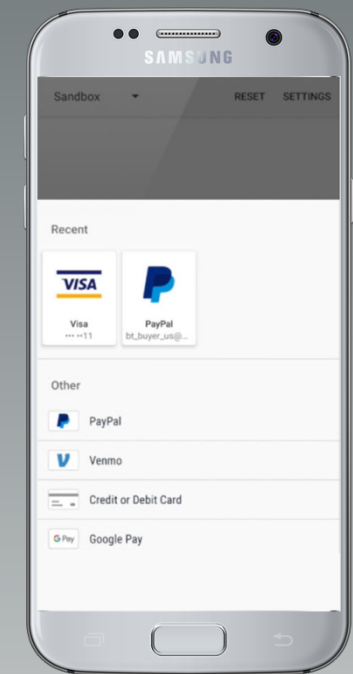 SAMSUNG
Sandbox RESET SETTINGS
Recent
VISA
Visa PayPal
•••• ••11 bt_buyer_us@...
Other
PayPal
Venmo
Credit or Debit Card
G Pay Google Pay